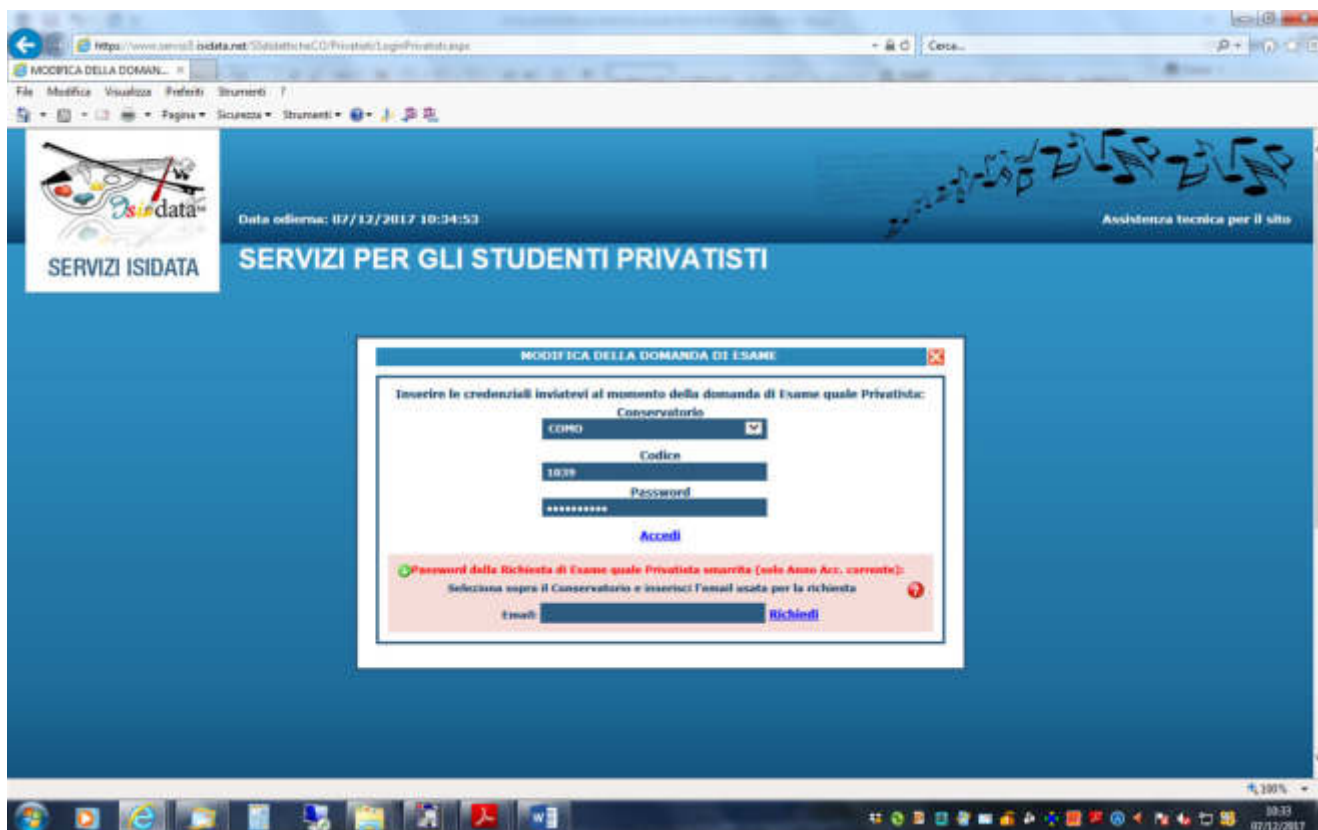 Cerca...
MODIFICA DELLA DOMAN...
File Modifica Visualizza Preferiti Strumenti ?
Pagina Sicurezza Strumenti
Isidata
SERVIZI ISIDATA
Data odierna: 07/12/2017 10:34:53
Assistenza tecnica per il sito
SERVIZI PER GLI STUDENTI PRIVATISTI
MODIFICA DELLA DOMANDA DI ESAME
Inserire le credenziali inviatevi al momento della domanda di Esame quale Privatista:
Conservatorio
COMO
Codice
1039
Password
Accedi
Password della Richiesta di Esame quale Privatista smarrita (solo Anno Acc. corrente):
Seleziona sopra il Conservatorio e inserisci l'email usata per la richiesta
Email:
Richiedi
100%
10:33
07/12/2017